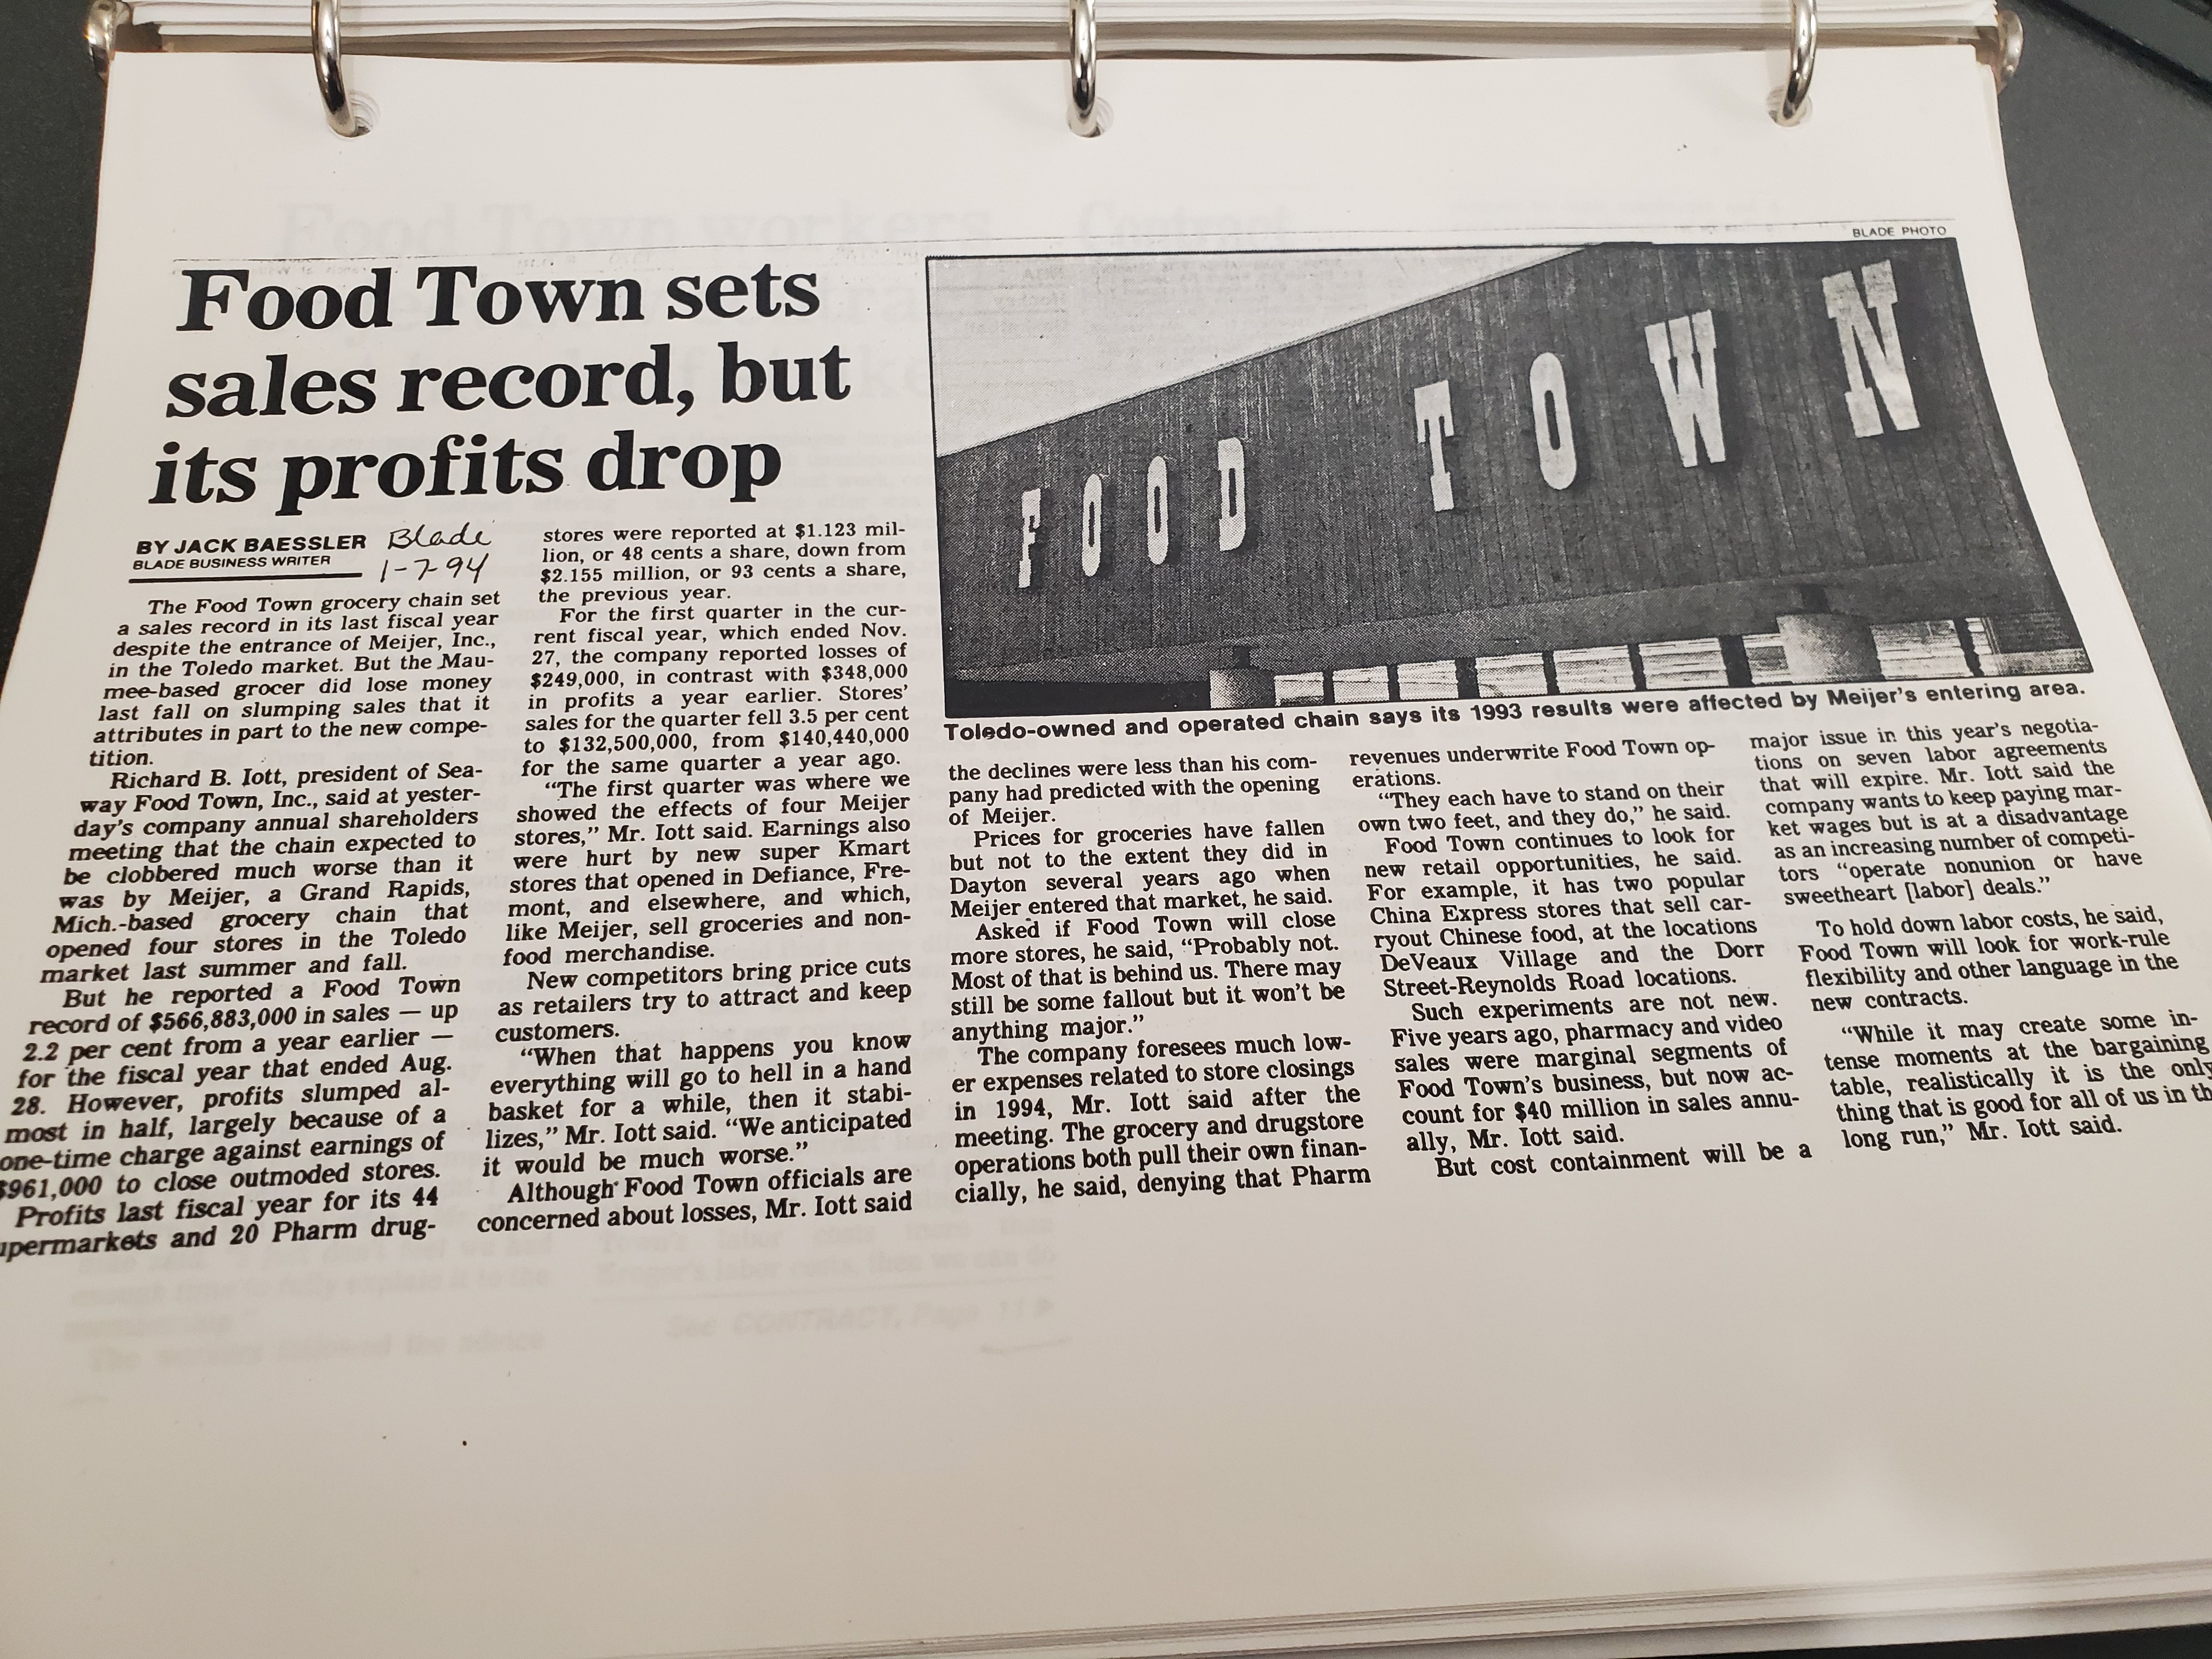 Food Town sets
sales record, but
its profits drop
BY JACK BAESSLER
BLADE BUSINESS WRITER
Blade
1-7-94
The Food Town grocery chain set
a sales record in its last fiscal year
despite the entrance of Meijer, Inc.,
in the Toledo market. But the Mau-
mee-based grocer did lose money
last fall on slumping sales that it
attributes in part to the new compe-
tition.
Richard B. Iott, president of Sea-
way Food Town, Inc., said at yester-
day's company annual shareholders
meeting that the chain expected to
be clobbered much worse than it
was by Meijer, a Grand Rapids,
Mich.-based grocery chain that
opened four stores in the Toledo
market last summer and fall.
But he reported a Food Town
record of $566,883,000 in sales — up
2.2 per cent from a year earlier —
for the fiscal year that ended Aug.
28. However, profits slumped al-
most in half, largely because of a
one-time charge against earnings of
$961,000 to close outmoded stores.
Profits last fiscal year for its 44
upermarkets and 20 Pharm drug-
stores were reported at $1.123 mil-
lion, or 48 cents a share, down from
$2.155 million, or 93 cents a share,
the previous year.
For the first quarter in the cur-
rent fiscal year, which ended Nov.
27, the company reported losses of
$249,000, in contrast with $348,000
in profits a year earlier. Stores'
sales for the quarter fell 3.5 per cent
to $132,500,000, from $140,440,000
for the same quarter a year ago.
"The first quarter was where we
showed the effects of four Meijer
stores," Mr. Iott said. Earnings also
were hurt by new super Kmart
stores that opened in Defiance, Fre-
mont, and elsewhere, and which,
like Meijer, sell groceries and non-
food merchandise.
New competitors bring price cuts
as retailers try to attract and keep
customers.
"When that happens you know
everything will go to hell in a hand
basket for a while, then it stabi-
lizes," Mr. Iott said. "We anticipated
it would be much worse."
Although Food Town officials are
concerned about losses, Mr. Iott said
BLADE PHOTO
FOOD TOWN
Toledo-owned and operated chain says its 1993 results were affected by Meijer's entering area.
the declines were less than his com-
pany had predicted with the opening
of Meijer.
Prices for groceries have fallen
but not to the extent they did in
Dayton several years ago when
Meijer entered that market, he said.
Asked if Food Town will close
more stores, he said, "Probably not.
Most of that is behind us. There may
still be some fallout but it won't be
anything major."
The company foresees much low-
er expenses related to store closings
in 1994, Mr. Iott said after the
meeting. The grocery and drugstore
operations both pull their own finan-
cially, he said, denying that Pharm
revenues underwrite Food Town op-
erations.
"They each have to stand on their
own two feet, and they do," he said.
Food Town continues to look for
new retail opportunities, he said.
For example, it has two popular
China Express stores that sell car-
ryout Chinese food, at the locations
DeVeaux Village and the Dorr
Street-Reynolds Road locations.
Such experiments are not new.
Five years ago, pharmacy and video
sales were marginal segments of
Food Town's business, but now ac-
count for $40 million in sales annu-
ally, Mr. Iott said.
But cost containment will be a
major issue in this year's negotia-
tions on seven labor agreements
that will expire. Mr. Iott said the
company wants to keep paying mar-
ket wages but is at a disadvantage
as an increasing number of competi-
tors "operate nonunion or have
sweetheart [labor] deals."
To hold down labor costs, he said,
Food Town will look for work-rule
flexibility and other language in the
new contracts.
"While it may create some in-
tense moments at the bargaining
table, realistically it is the only
thing that is good for all of us in th
long run," Mr. Iott said.
Food Town workers
Contract
Kroger's labor costs, then we can do
See CONTRACT, Page 11